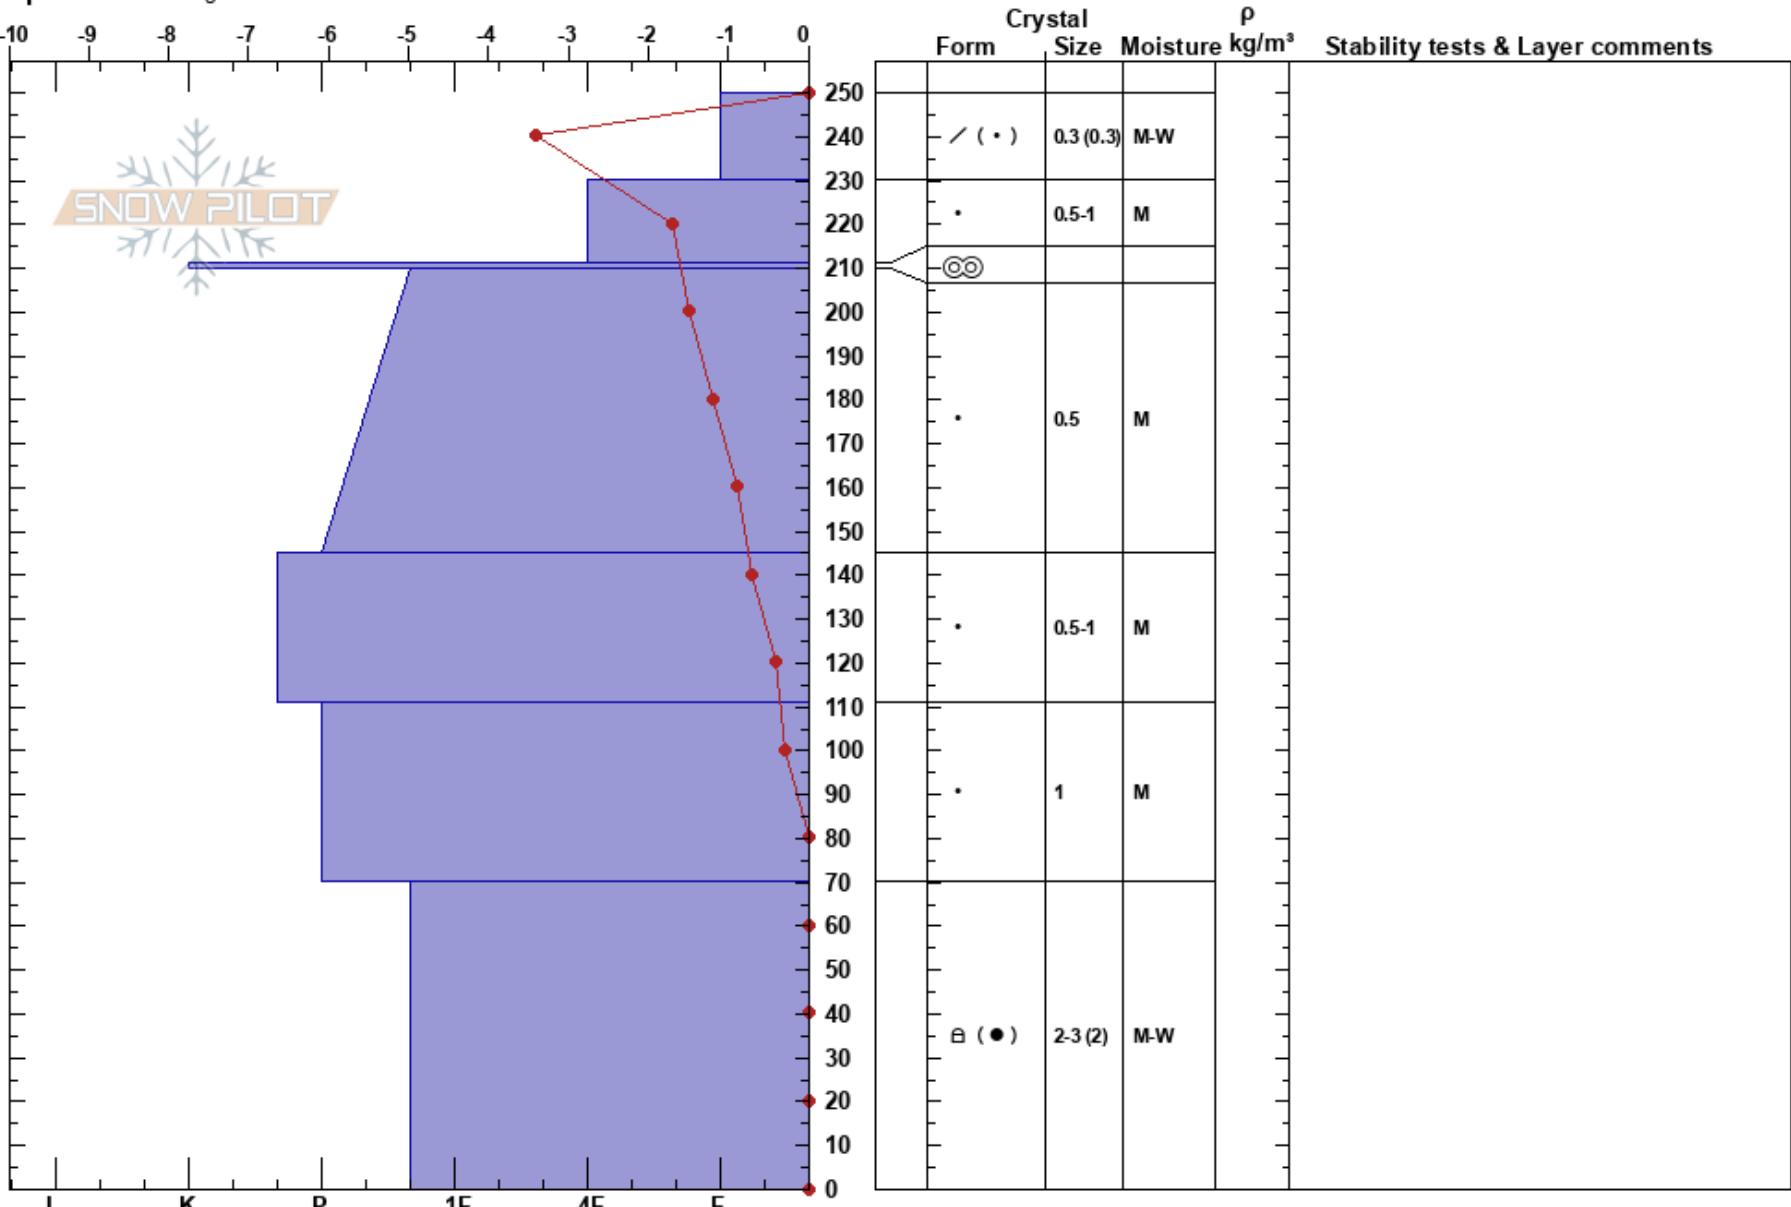 -10 -9 -8 -7 -6 -5 -4 -3 -2 -1 0
Crystal ρ
Form Size Moisture kg/m³ Stability tests & Layer comments
250
240 / ( • ) 0.3 (0.3) M-W
230
SNOW PILOT
220 • 0.5-1 M
210
200
190
180
• 0.5 M
170
160
150
140
130 • 0.5-1 M
120
110
100
90 • 1 M
80
70
60
50
40
30 ( ● ) 2-3 (2) M-W
20
10
0
I K P 1F 4F F